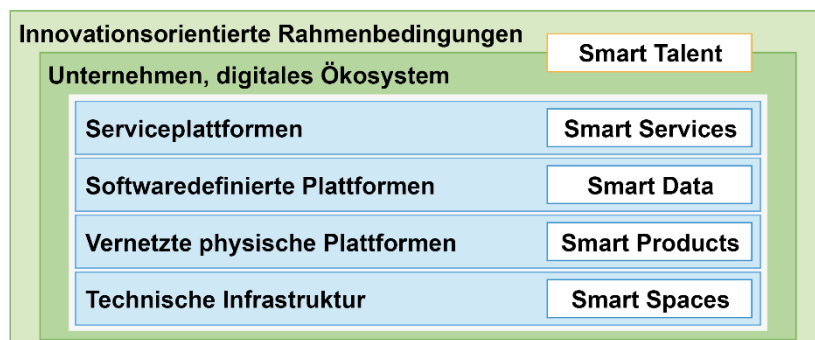 Innovationsorientierte Rahmenbedingungen
Smart Talent
Unternehmen, digitales Ökosystem
Serviceplattformen
Smart Services
Softwaredefinierte Plattformen
Smart Data
Vernetzte physische Plattformen
Smart Products
Technische Infrastruktur
Smart Spaces